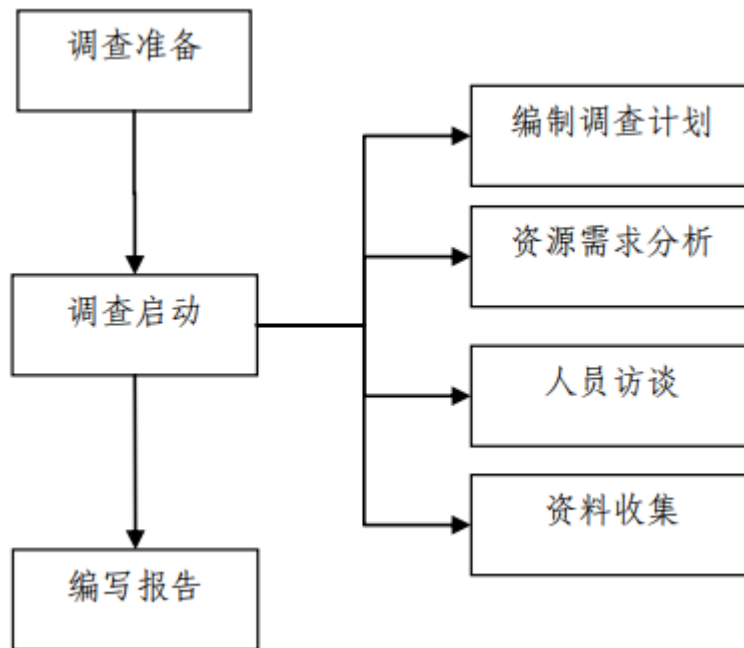 调查准备
调查启动
编写报告
编制调查计划
资源需求分析
人员访谈
资料收集